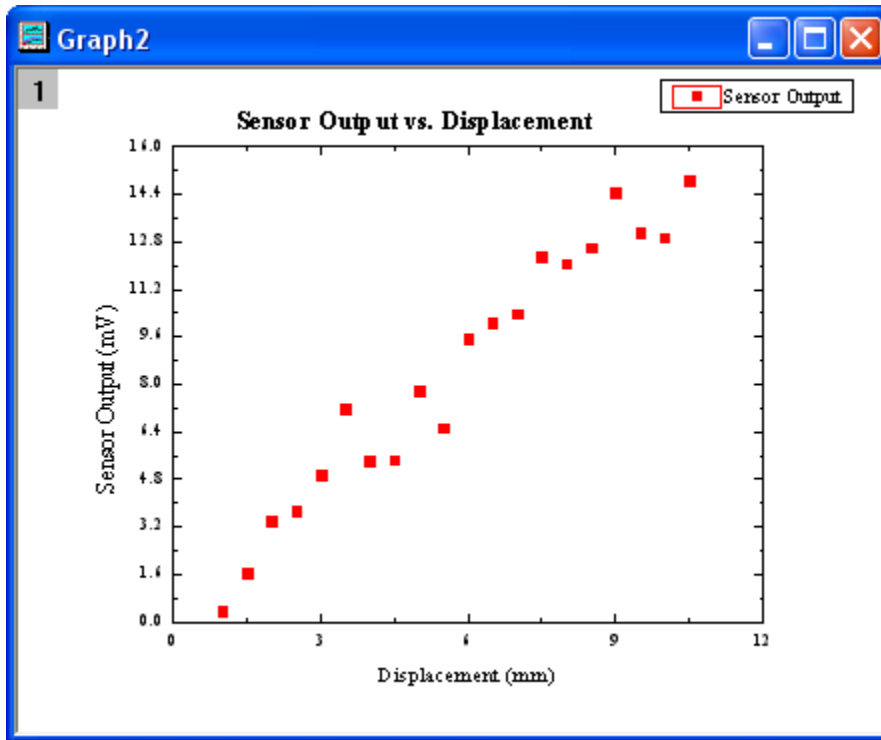 Graph2
1
Sensor Output
Sensor Output vs. Displacement
16.0
14.4
12.8
11.2
9.6
8.0
6.4
4.8
3.2
1.6
0.0
Sensor Output (mV)
0 3 6 9 12
Displacement (mm)